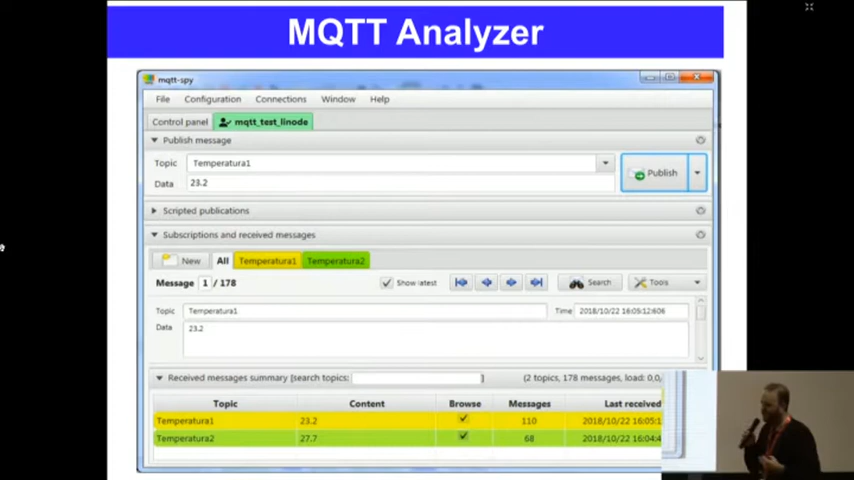 MQTT Analyzer
mqtt-spy
File Configuration Connections Window Help
Control panel mqtt_test_linode
Publish message
Topic Temperatura1 Publish
Data 23.2
Scripted publications
Subscriptions and received messages
New All Temperatura1 Temperatura2
Message 1 / 178 Show latest Search Tools
Topic Temperatura1 Time 2018/10/22 16:05:12:606
Data 23.2
Received messages summary [search topics: ] (2 topics, 178 messages, load: 0,0
Topic Content Browse Messages Last received
Temperatura1 23.2 110 2018/10/22 16:05:1
Temperatura2 27.7 68 2018/10/22 16:04:4